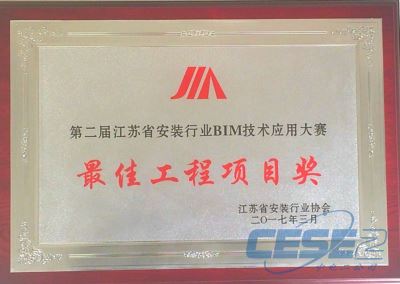 JIA
第二届江苏省安装行业BIM技术应用大赛
最佳工程项目奖
江苏省安装行业协会
二〇一七年三月
CESE2